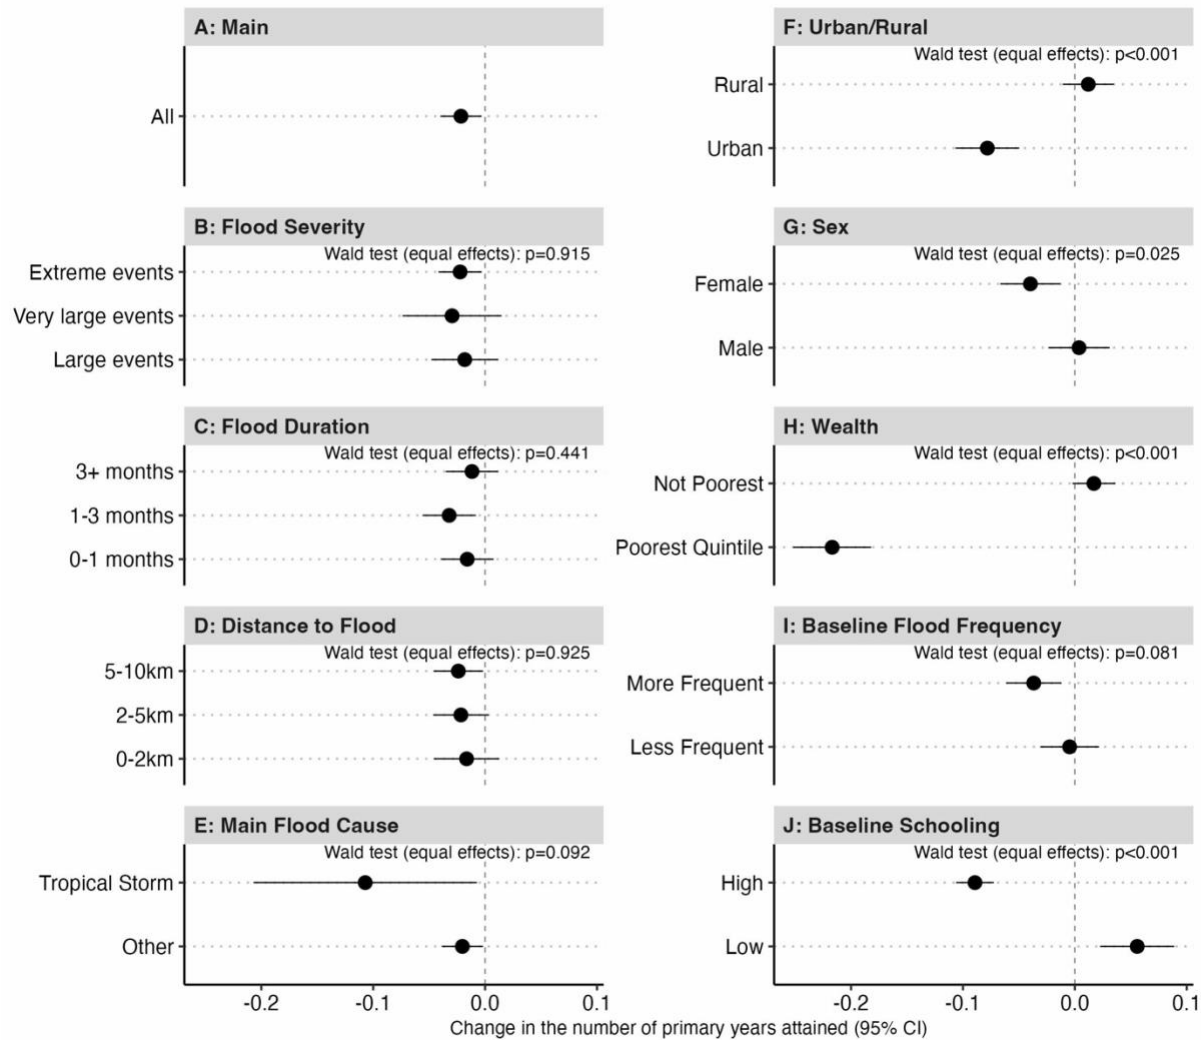 A: Main
All
B: Flood Severity
Wald test (equal effects): p=0.915
Extreme events
Very large events
Large events
C: Flood Duration
Wald test (equal effects): p=0.441
3+ months
1-3 months
0-1 months
D: Distance to Flood
Wald test (equal effects): p=0.925
5-10km
2-5km
0-2km
E: Main Flood Cause
Wald test (equal effects): p=0.092
Tropical Storm
Other
-0.2 -0.1 0.0 0.1
F: Urban/Rural
Wald test (equal effects): p<0.001
Rural
Urban
G: Sex
Wald test (equal effects): p=0.025
Female
Male
H: Wealth
Wald test (equal effects): p<0.001
Not Poorest
Poorest Quintile
I: Baseline Flood Frequency
Wald test (equal effects): p=0.081
More Frequent
Less Frequent
J: Baseline Schooling
Wald test (equal effects): p<0.001
High
Low
-0.2 -0.1 0.0 0.1
Change in the number of primary years attained (95% CI)